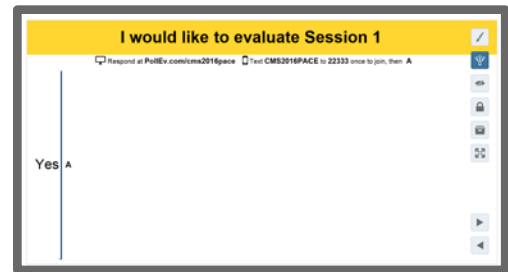 I would like to evaluate Session 1
Respond at PollEv.com/cms2016pace Text CMS2016PACE to 22333 once to join, then A
Yes A